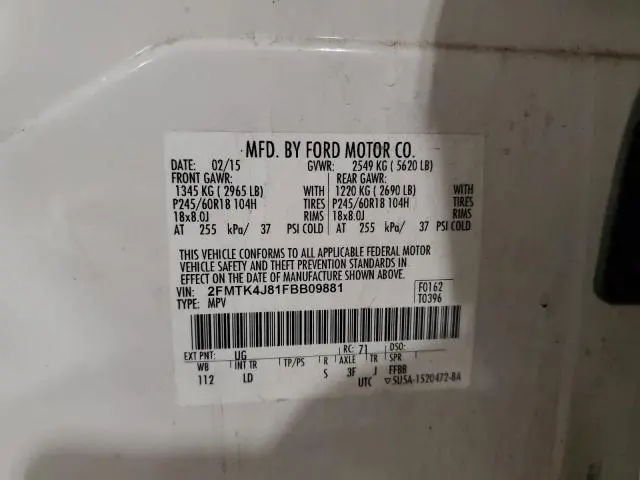 MFD. BY FORD MOTOR CO.
DATE: 02/15 GVWR: 2549 KG ( 5620 LB)
FRONT GAWR: REAR GAWR:
1345 KG ( 2965 LB) WITH 1220 KG ( 2690 LB) WITH
P245/60R18 104H TIRES P245/60R18 104H TIRES
18x8.0J RIMS 18x8.0J RIMS
AT 255 kPa/ 37 PSI COLD AT 255 kPa/ 37 PSI COLD
THIS VEHICLE CONFORMS TO ALL APPLICABLE FEDERAL MOTOR
VEHICLE SAFETY AND THEFT PREVENTION STANDARDS IN
EFFECT ON THE DATE OF MANUFACTURE SHOWN ABOVE.
VIN: 2FMTK4J81FBB09881 F0162
TYPE: MPV T0396
EXT PNT: UG RC: 71 DSO:
WB INT TR TP/PS R AXLE TR SPR
112 LD S 3F J FFBB
UTC ▽5U5A-1520472-BA